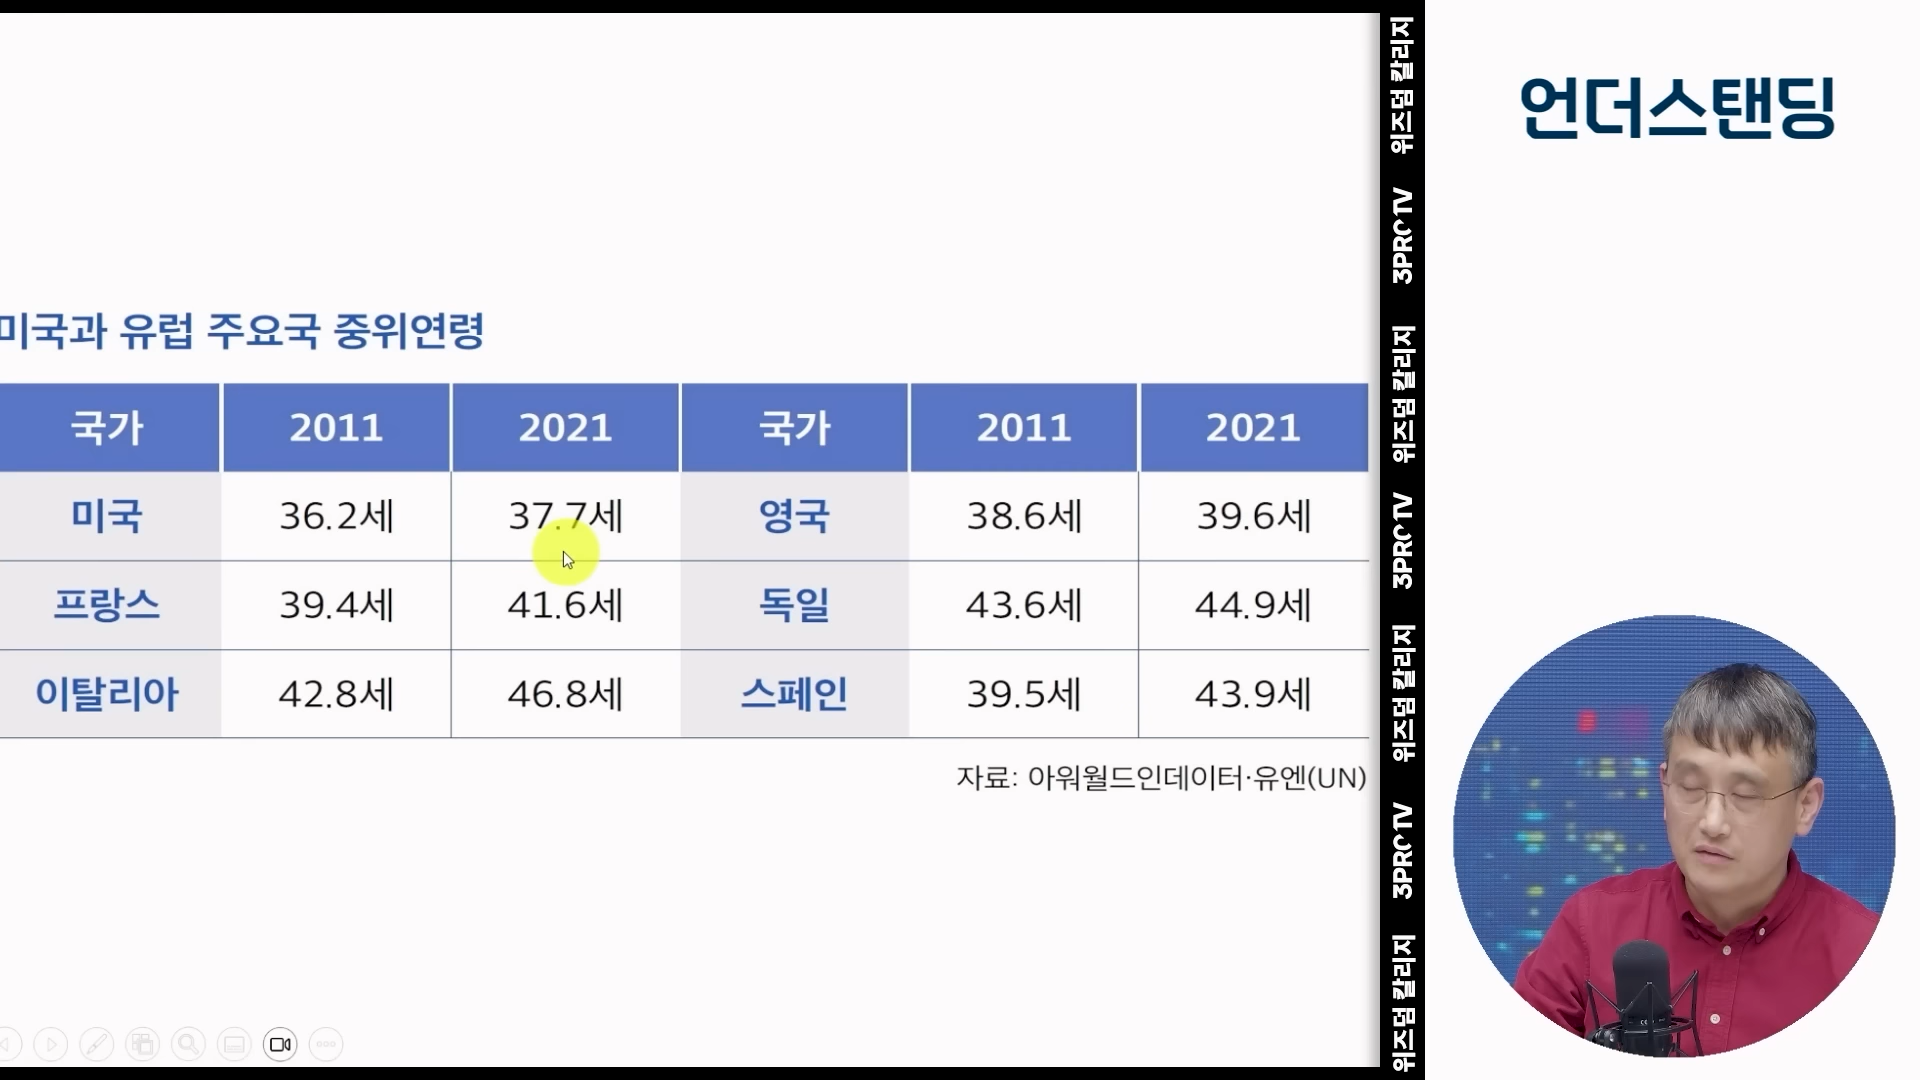 미국과 유럽 주요국 중위연령
국가 2011 2021 국가 2011 2021
미국 36.2세 37.7세 영국 38.6세 39.6세
프랑스 39.4세 41.6세 독일 43.6세 44.9세
이탈리아 42.8세 46.8세 스페인 39.5세 43.9세
자료: 아워월드인데이터·유엔(UN)
위즈덤 칼리지
3PROTV
위즈덤 칼리지
3PROTV
위즈덤 칼리지
3PROTV
위즈덤 칼리지
언더스탠딩